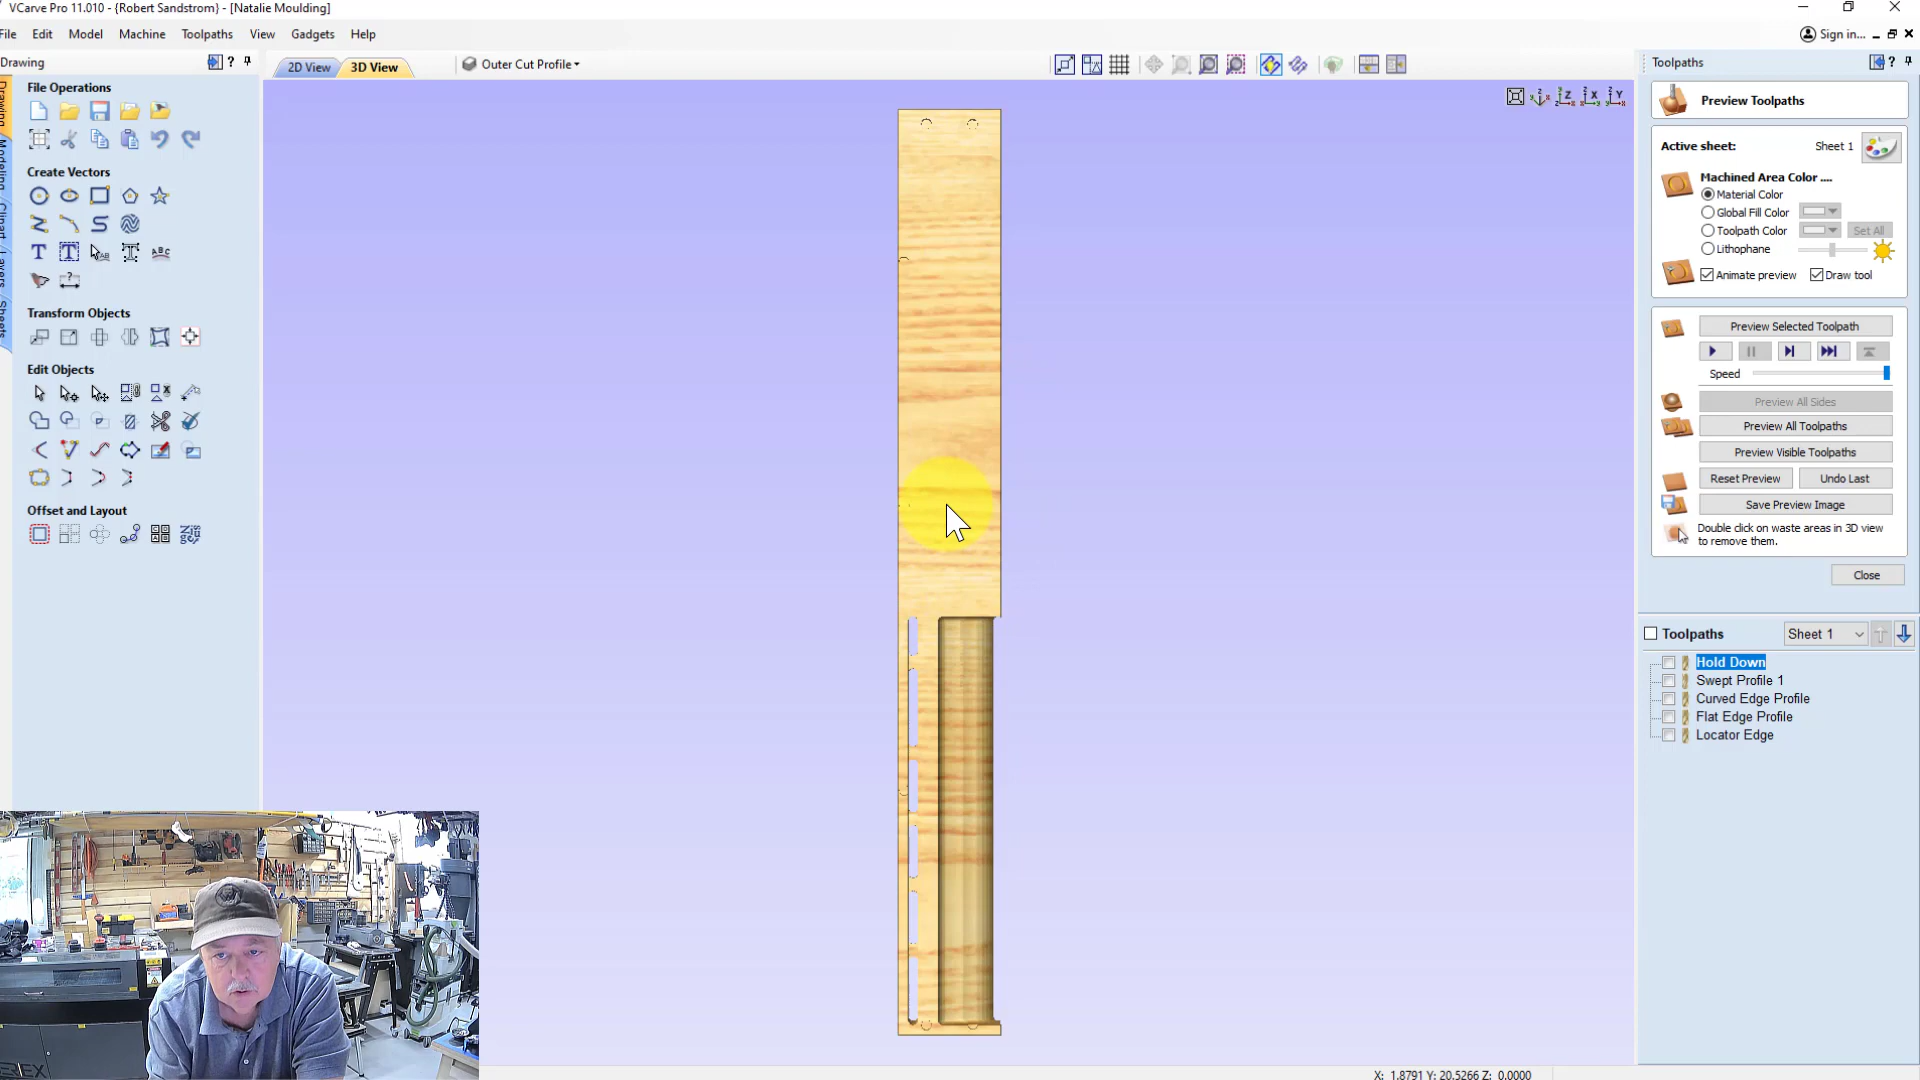 VCarve Pro 11.010 - {Robert Sandstrom} - [Natalie Moulding]
File Edit Model Machine Toolpaths View Gadgets Help
Sign in...
Drawing
2D View
3D View
Outer Cut Profile
Toolpaths
File Operations
Create Vectors
Transform Objects
Edit Objects
Offset and Layout
Drawing
Modeling
Clipart
Layers
Sheets
Preview Toolpaths
Active sheet: Sheet 1
Machined Area Color ....
Material Color
Global Fill Color
Toolpath Color Set All
Lithophane
Animate preview Draw tool
Preview Selected Toolpath
Speed
Preview All Sides
Preview All Toolpaths
Preview Visible Toolpaths
Reset Preview Undo Last
Save Preview Image
Double click on waste areas in 3D view
to remove them.
Close
Toolpaths Sheet 1
Hold Down
Swept Profile 1
Curved Edge Profile
Flat Edge Profile
Locator Edge
X: 1.8791 Y: 20.5266 Z: 0.0000